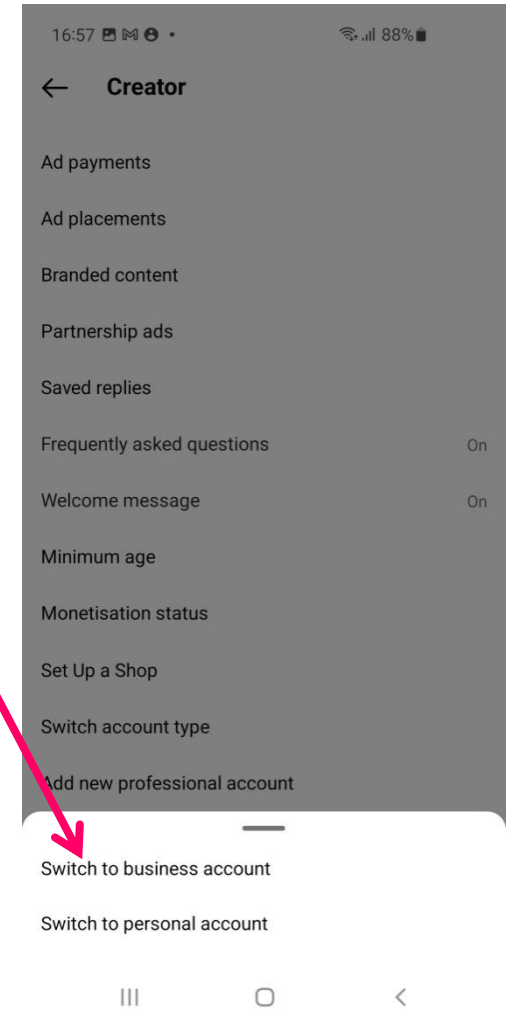 16:57 88%
Creator
Ad payments
Ad placements
Branded content
Partnership ads
Saved replies
Frequently asked questions On
Welcome message On
Minimum age
Monetisation status
Set Up a Shop
Switch account type
Add new professional account
Switch to business account
Switch to personal account